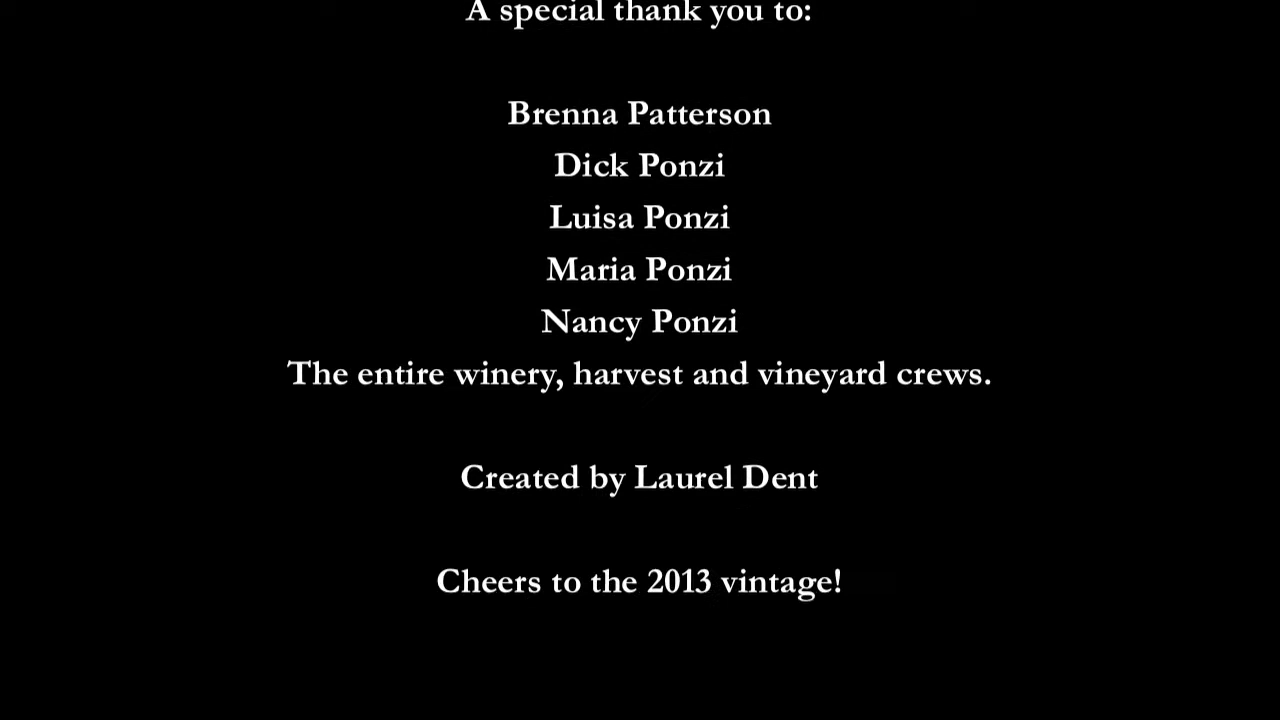 A special thank you to:
Brenna Patterson
Dick Ponzi
Luisa Ponzi
Maria Ponzi
Nancy Ponzi
The entire winery, harvest and vineyard crews.
Created by Laurel Dent
Cheers to the 2013 vintage!